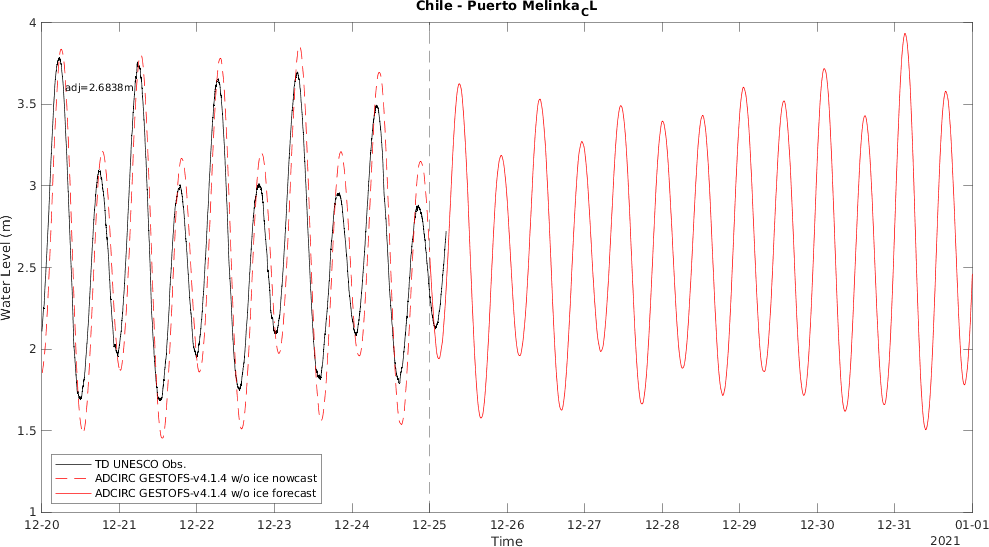 Chile - Puerto Melinka_CL
4
3.5
3
2.5
2
1.5
1
Water Level (m)
adj=2.6838m
TD UNESCO Obs.
ADCIRC GESTOFS-v4.1.4 w/o ice nowcast
ADCIRC GESTOFS-v4.1.4 w/o ice forecast
12-20 12-21 12-22 12-23 12-24 12-25 12-26 12-27 12-28 12-29 12-30 12-31 01-01
Time
2021